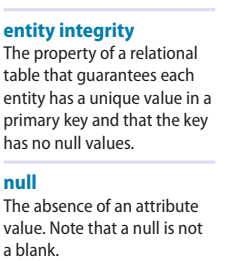 entity integrity
The property of a relational
table that guarantees each
entity has a unique value in a
primary key and that the key
has no null values.
null
The absence of an attribute
value. Note that a null is not
a blank.